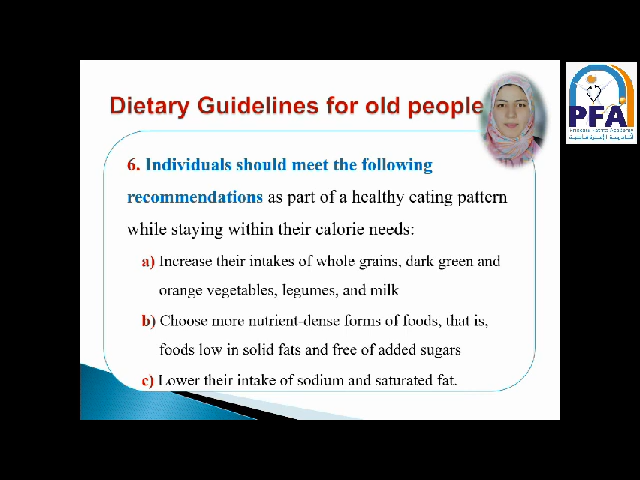 Dietary Guidelines for old people
PFA
6. Individuals should meet the following
recommendations as part of a healthy eating pattern
while staying within their calorie needs:
a) Increase their intakes of whole grains, dark green and
orange vegetables, legumes, and milk
b) Choose more nutrient-dense forms of foods, that is,
foods low in solid fats and free of added sugars
c) Lower their intake of sodium and saturated fat.